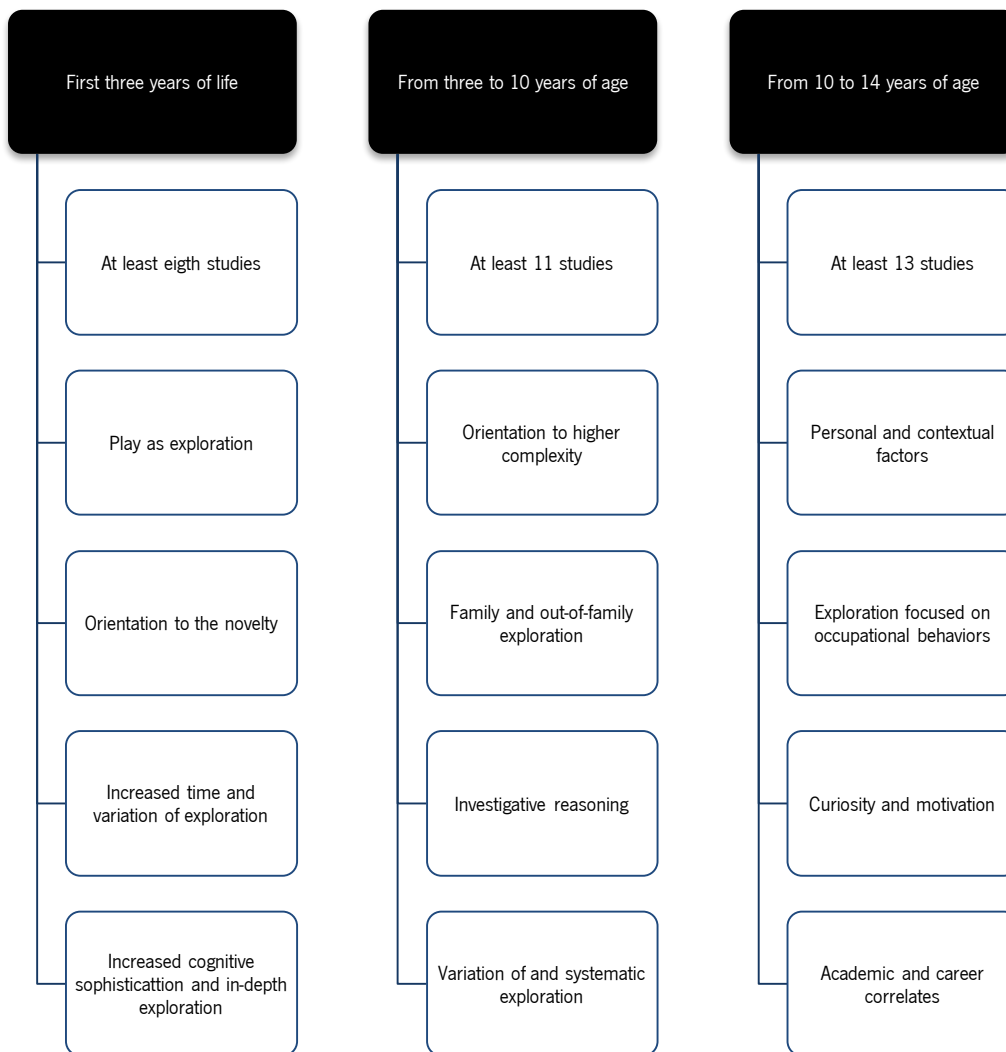 First three years of life
At least eigth studies
Play as exploration
Orientation to the novelty
Increased time and
variation of exploration
Increased cognitive
sophisticattion and in-depth
exploration
From three to 10 years of age
At least 11 studies
Orientation to higher
complexity
Family and out-of-family
exploration
Investigative reasoning
Variation of and systematic
exploration
From 10 to 14 years of age
At least 13 studies
Personal and contextual
factors
Exploration focused on
occupational behaviors
Curiosity and motivation
Academic and career
correlates